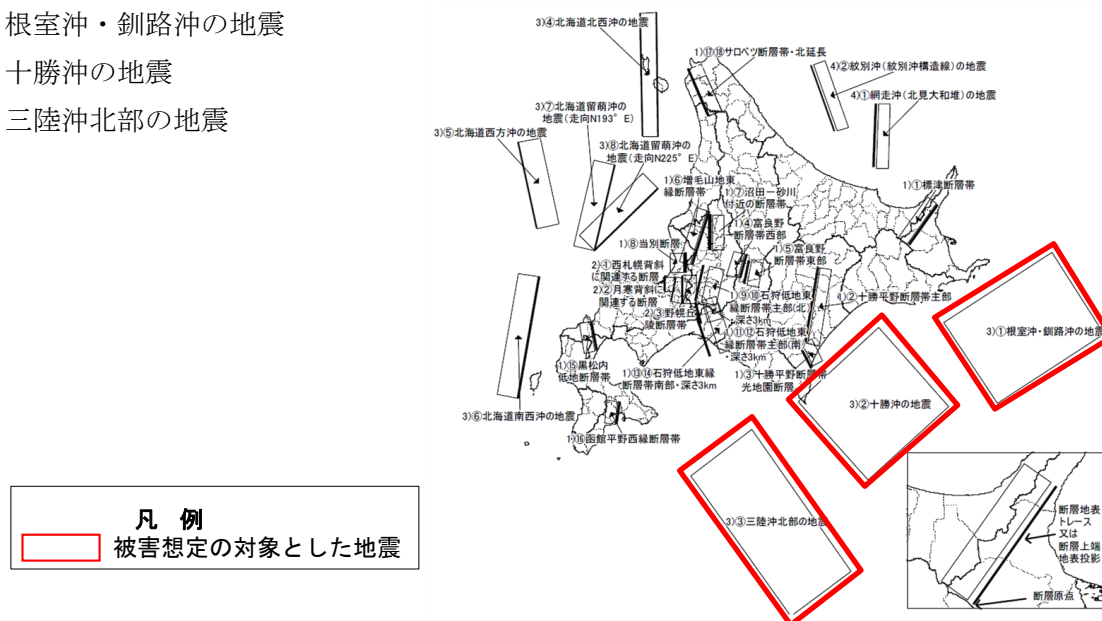 根室沖・釧路沖の地震
十勝沖の地震
三陸沖北部の地震
3)④北海道北西沖の地震
1)⑰⑱サロベツ断層帯・北延長
4)②紋別沖(紋別沖構造線)の地震
4)①網走沖(北見大和堆)の地震
3)⑦北海道留萌沖の
地震(走向N193°E)
3)⑤北海道西方沖の地震
3)⑧北海道留萌沖の
地震(走向N225°E)
1)⑥増毛山地東
縁断層帯
1)⑦沼田－砂川
付近の断層帯
1)①標津断層帯
1)④富良野
断層帯西部
1)⑧当別断層
1)⑤富良野
断層帯東部
2)①西札幌背斜
に関連する断層
2)②月寒背斜に
関連する断層
2)③野幌丘
陵断層帯
1)⑨⑩石狩低地東
縁断層帯主部(北)
・深さ3km
1)②十勝平野断層帯主部
1)⑪⑫石狩低地東
縁断層帯主部(南)
・深さ3km
3)①根室沖・釧路沖の地震
1)⑮黒松内
低地断層帯
1)⑬⑭石狩低地東縁
断層帯南部・深さ3km
1)③十勝平野断層帯
光地園断層
3)⑥北海道南西沖の地震
3)②十勝沖の地震
1)⑯函館平野西縁断層帯
3)③三陸沖北部の地震
断層地表
トレース
又は
断層上端
地表投影
断層原点
凡 例
被害想定の対象とした地震